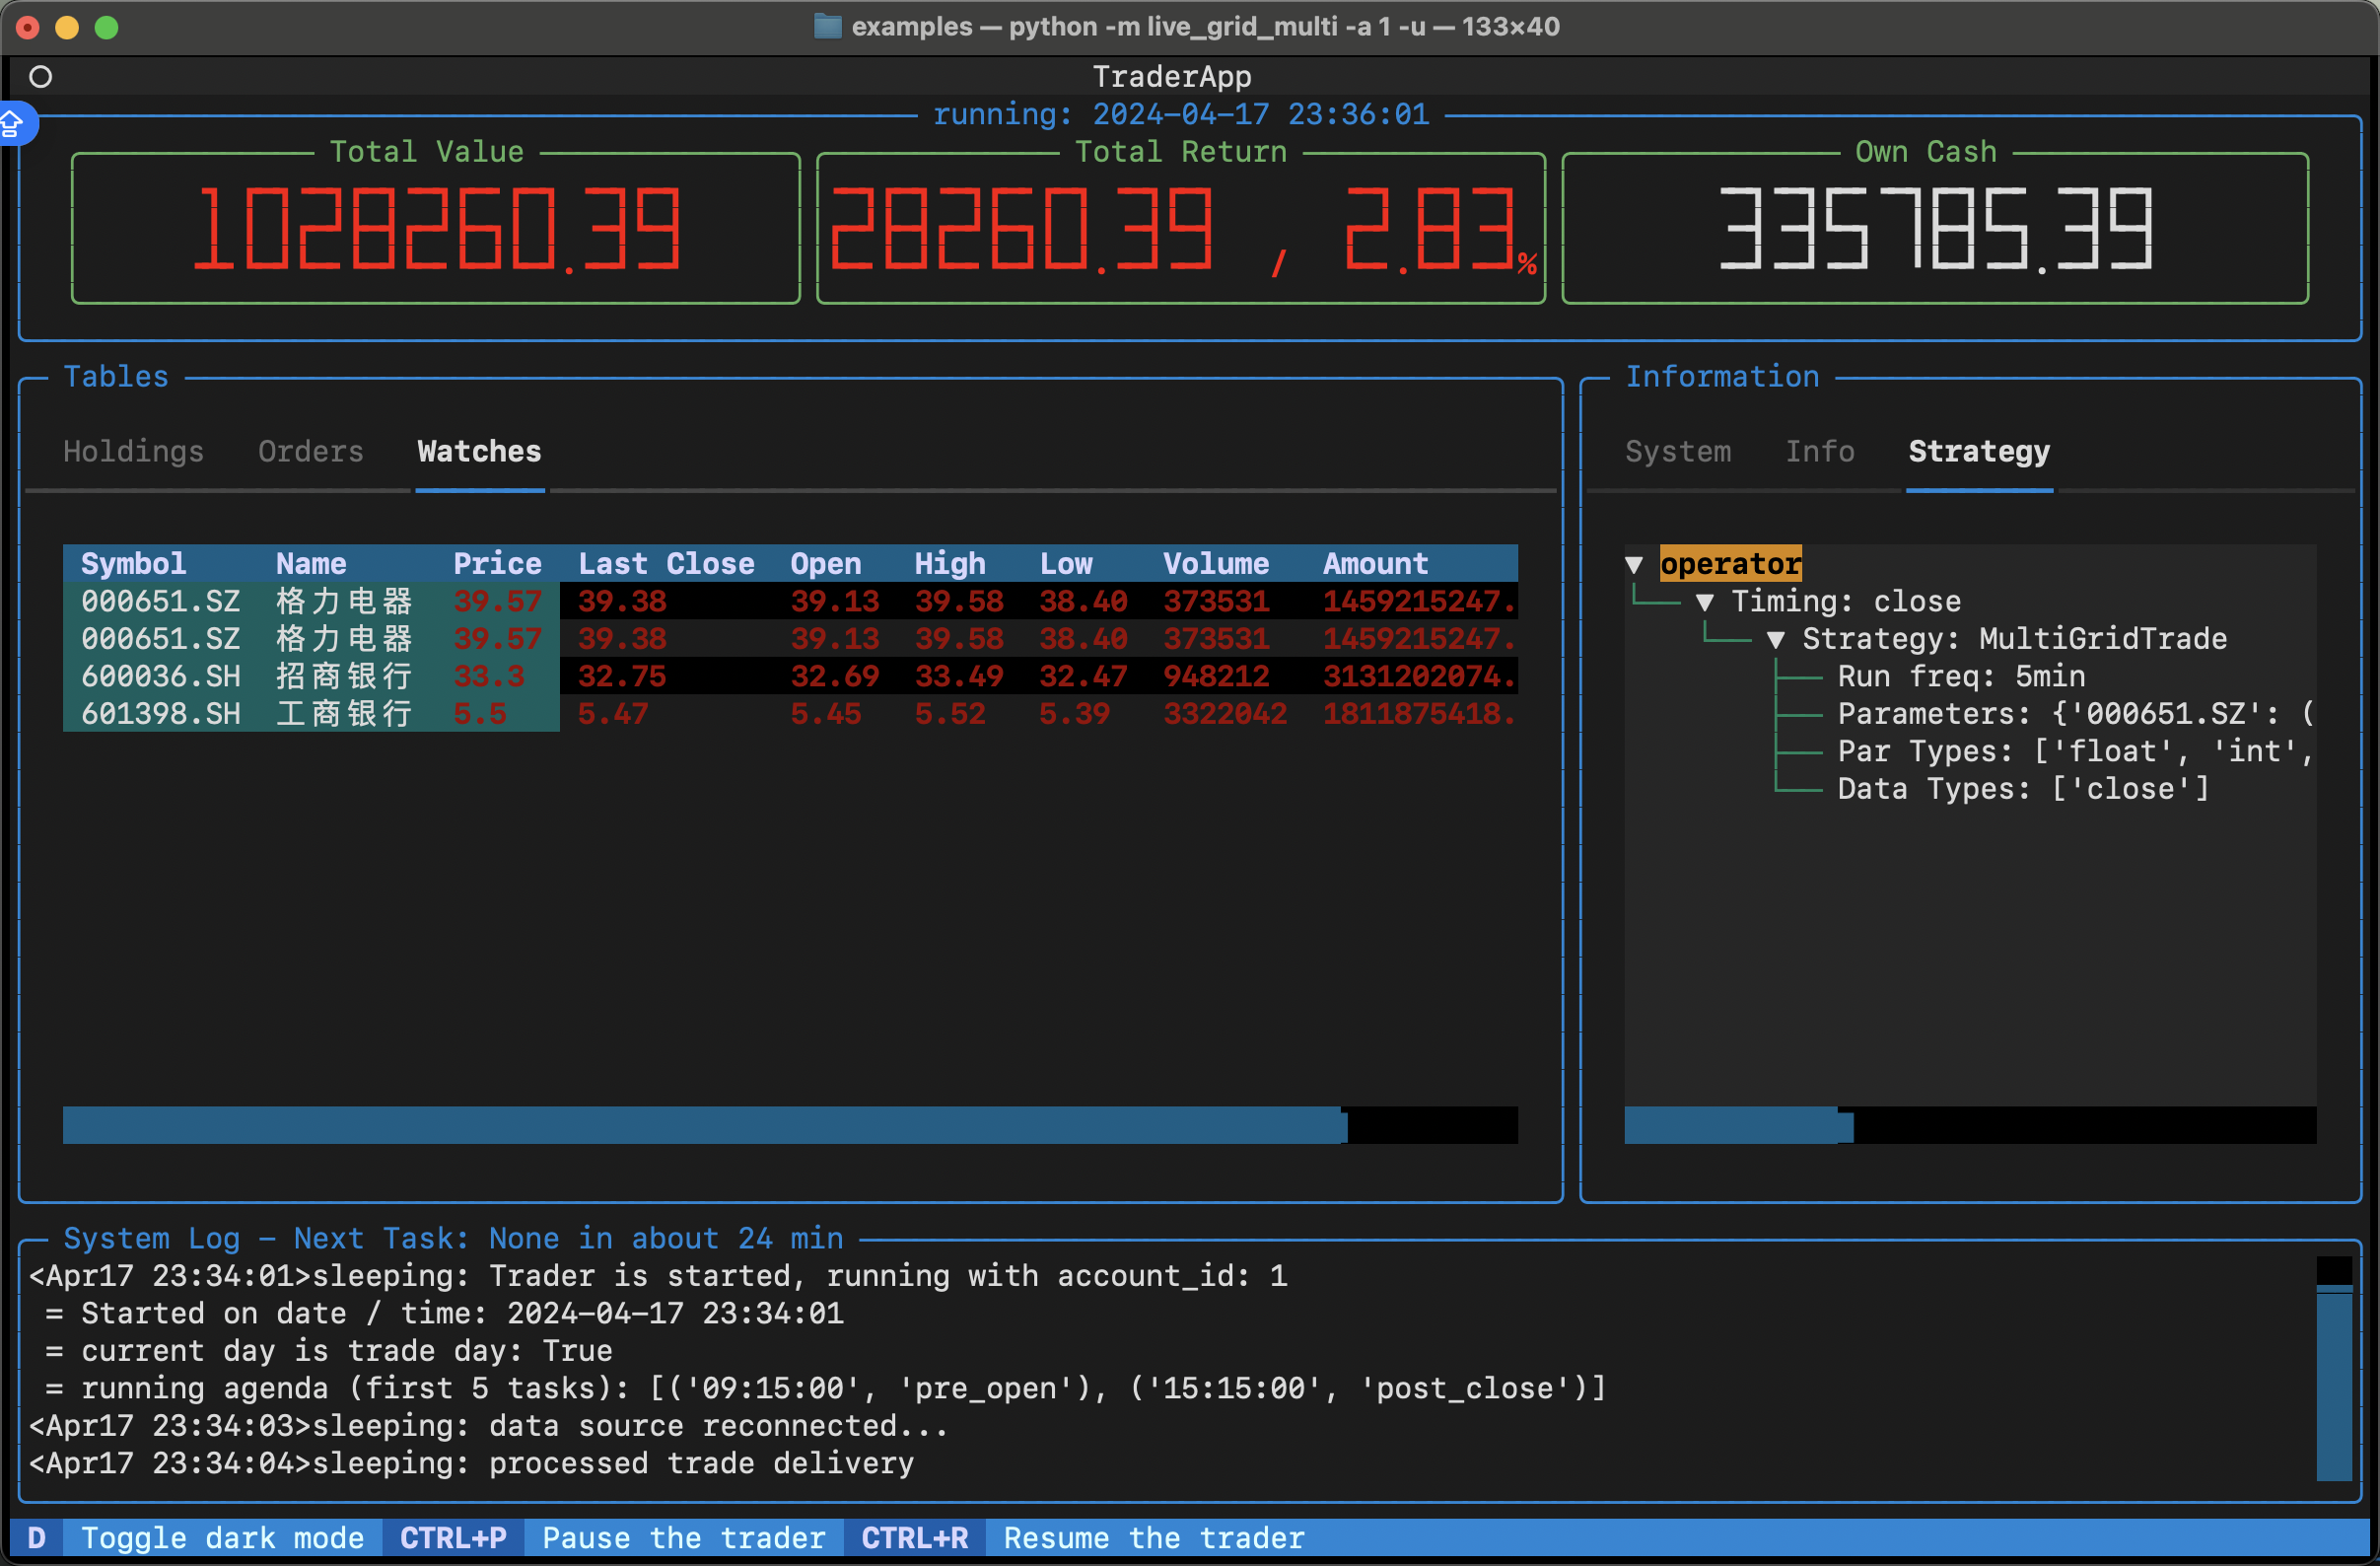 examples — python -m live_grid_multi -a 1 -u — 133×40
TraderApp
running: 2024-04-17 23:36:01
Total Value
1028260.39
Total Return
28260.39 / 2.83%
Own Cash
335785.39
Tables
Holdings Orders Watches
Symbol Name Price Last Close Open High Low Volume Amount
000651.SZ 格力电器 39.57 39.38 39.13 39.58 38.40 373531 1459215247.
000651.SZ 格力电器 39.57 39.38 39.13 39.58 38.40 373531 1459215247.
600036.SH 招商银行 33.3 32.75 32.69 33.49 32.47 948212 3131202074.
601398.SH 工商银行 5.5 5.47 5.45 5.52 5.39 3322042 1811875418.
Information
System Info Strategy
▼ operator
▼ Timing: close
▼ Strategy: MultiGridTrade
Run freq: 5min
Parameters: {'000651.SZ': (
Par Types: ['float', 'int',
Data Types: ['close']
System Log - Next Task: None in about 24 min
<Apr17 23:34:01>sleeping: Trader is started, running with account_id: 1
= Started on date / time: 2024-04-17 23:34:01
= current day is trade day: True
= running agenda (first 5 tasks): [('09:15:00', 'pre_open'), ('15:15:00', 'post_close')]
<Apr17 23:34:03>sleeping: data source reconnected...
<Apr17 23:34:04>sleeping: processed trade delivery
D Toggle dark mode CTRL+P Pause the trader CTRL+R Resume the trader